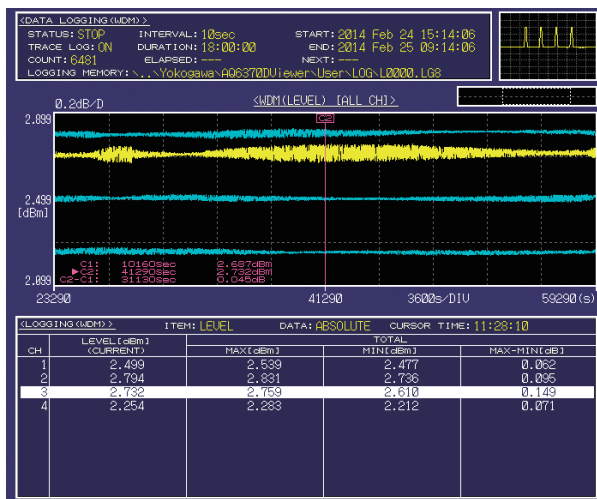 <DATA LOGGING(WDM)>
STATUS: STOP INTERVAL: 10sec START: 2014 Feb 24 15:14:06
TRACE LOG: ON DURATION: 18:00:00 END: 2014 Feb 25 09:14:06
COUNT: 6481 ELAPSED: --- NEXT: ---
LOGGING MEMORY: \..\Yokogawa\AQ6370DViewer\User\LOG\L0000.LG8
0.2dB/D <WDM(LEVEL) [ALL CH]>
2.899 C2
2.499
[dBm]
C1: 10160Sec 2.687dBm
▶C2: 41290Sec 2.732dBm
C2-C1: 31130Sec 0.045dB
2.099
23290 41290 3600s/DIV 59290(s)
<LOGGING(WDM)> ITEM: LEVEL DATA: ABSOLUTE CURSOR TIME: 11:28:10
LEVEL[dBm] TOTAL
CH (CURRENT) MAX[dBm] MIN[dBm] MAX-MIN[dB]
1 2.499 2.539 2.477 0.062
2 2.794 2.831 2.736 0.095
3 2.732 2.759 2.610 0.149
4 2.254 2.283 2.212 0.071